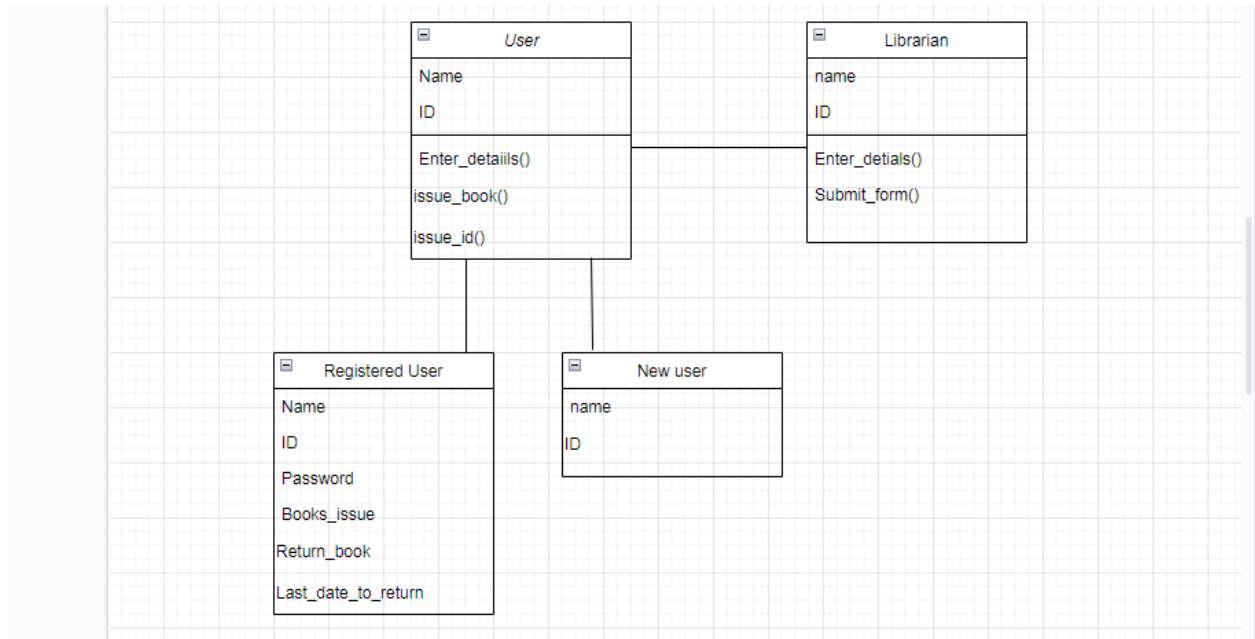 User
Name
ID
Enter_detaiils()
issue_book()
issue_id()
Librarian
name
ID
Enter_detials()
Submit_form()
Registered User
Name
ID
Password
Books_issue
Return_book
Last_date_to_return
New user
name
ID